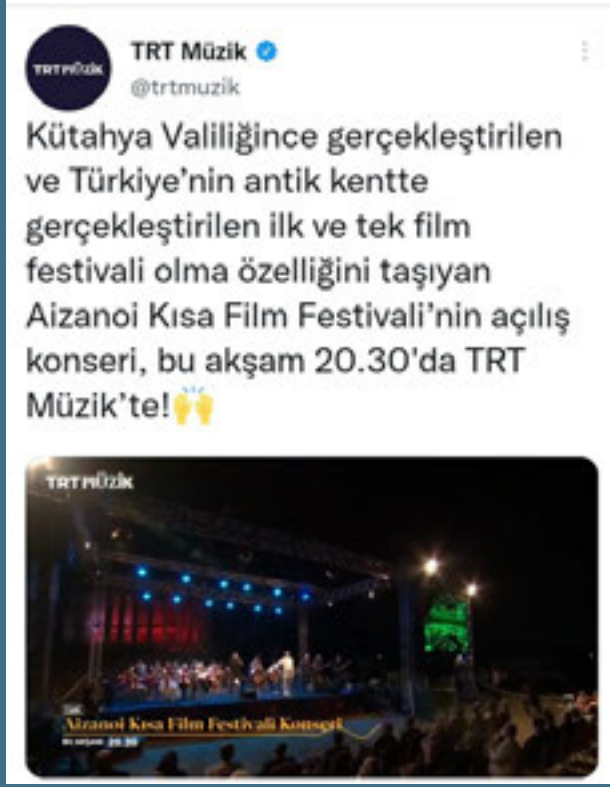 TRT MÜZİK
TRT Müzik
@trtmuzik
Kütahya Valiliğince gerçekleştirilen
ve Türkiye’nin antik kentte
gerçekleştirilen ilk ve tek film
festivali olma özelliğini taşıyan
Aizanoi Kısa Film Festivali’nin açılış
konseri, bu akşam 20.30'da TRT
Müzik’te!🙌
TRT MÜZİK
Aizanoi Kısa Film Festivali Konseri
BU AKŞAM 20.30